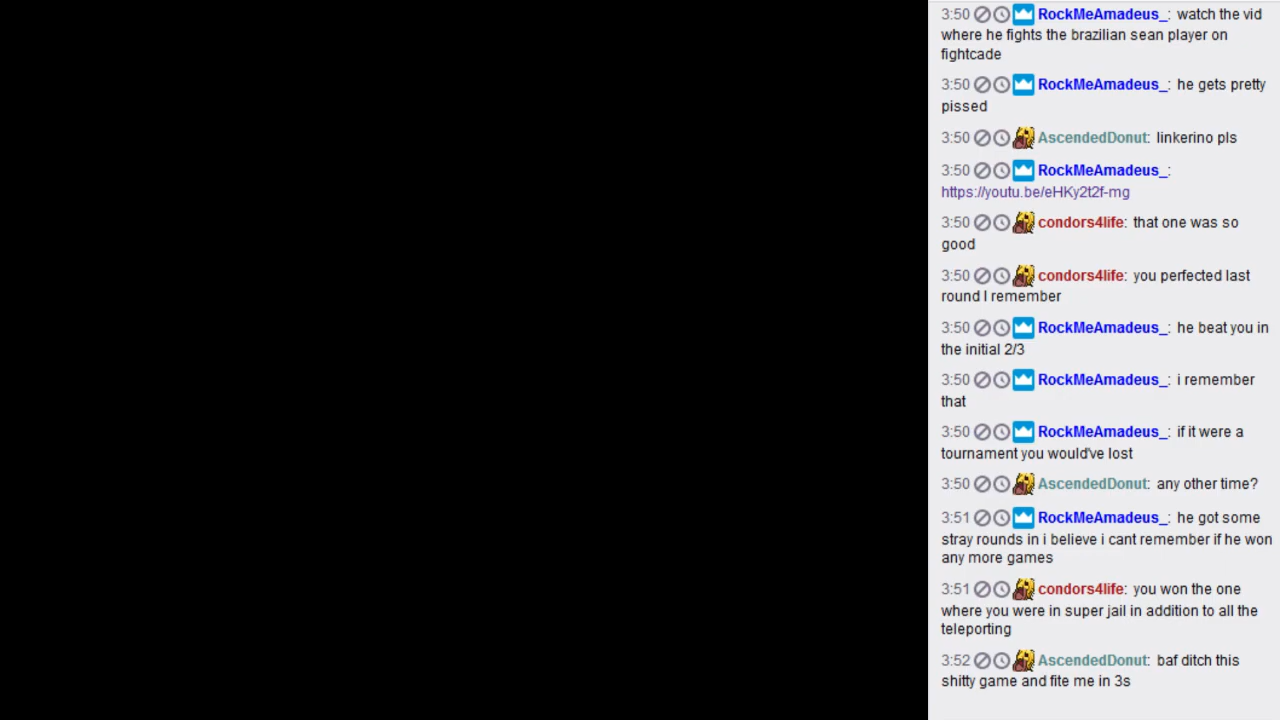 3:50 RockMeAmadeus_: watch the vid
where he fights the brazilian sean player on
fightcade
3:50 RockMeAmadeus_: he gets pretty
pissed
3:50 AscendedDonut: linkerino pls
3:50 RockMeAmadeus_:
https://youtu.be/eHKy2t2f-mg
3:50 condors4life: that one was so
good
3:50 condors4life: you perfected last
round I remember
3:50 RockMeAmadeus_: he beat you in
the initial 2/3
3:50 RockMeAmadeus_: i remember
that
3:50 RockMeAmadeus_: if it were a
tournament you would've lost
3:50 AscendedDonut: any other time?
3:51 RockMeAmadeus_: he got some
stray rounds in i believe i cant remember if he won
any more games
3:51 condors4life: you won the one
where you were in super jail in addition to all the
teleporting
3:52 AscendedDonut: baf ditch this
shitty game and fite me in 3s